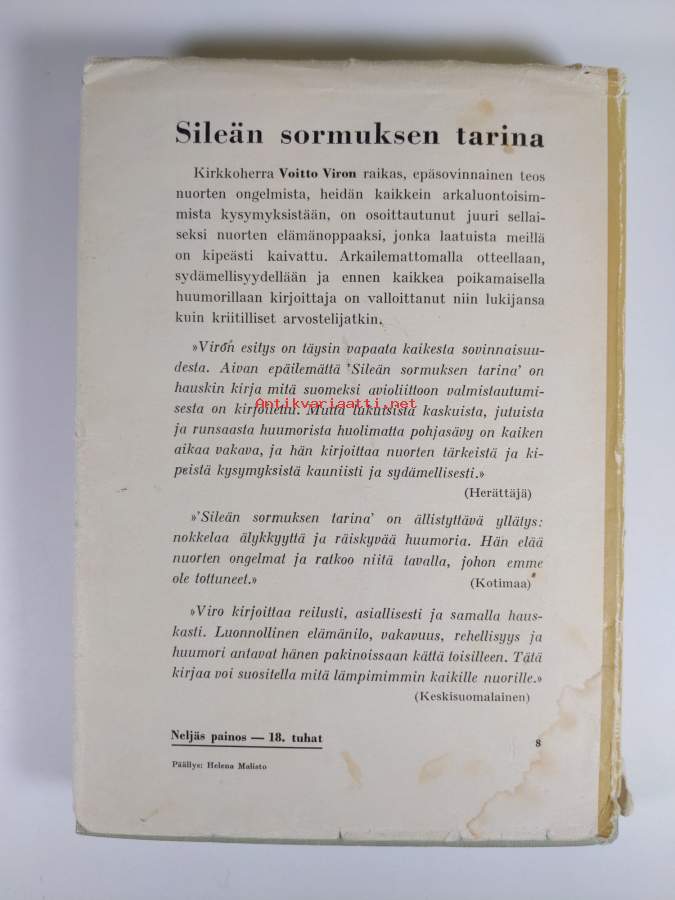 Sileän sormuksen tarina
Kirkkoherra Voitto Viron raikas, epäsovinnainen teos
nuorten ongelmista, heidän kaikkein arkaluontoisim-
mista kysymyksistään, on osoittautunut juuri sellai-
seksi nuorten elämänoppaaksi, jonka laatuista meillä
on kipeästi kaivattu. Arkailemattomalla otteellaan,
sydämellisyydellään ja ennen kaikkea poikamaisella
huumorillaan kirjoittaja on valloittanut niin lukijansa
kuin kriitilliset arvostelijatkin.
»Viron esitys on täysin vapaata kaikesta sovinnaisuu-
desta. Aivan epäilemättä 'Sileän sormuksen tarina' on
hauskin kirja mitä suomeksi avioliittoon valmistautumi-
sesta on kirjoitettu. Mutta lukuisista kaskuista, jutuista
Antikvariaatti.net
ja runsaasta huumorista huolimatta pohjasävy on kaiken
aikaa vakava, ja hän kirjoittaa nuorten tärkeistä ja ki-
peistä kysymyksistä kauniisti ja sydämellisesti.»
(Herättäjä)
»'Sileän sormuksen tarina' on ällistyttävä yllätys:
nokkelaa älykkyyttä ja räiskyvää huumoria. Hän elää
nuorten ongelmat ja ratkoo niitä tavalla, johon emme
ole tottuneet.»
(Kotimaa)
»Viro kirjoittaa reilusti, asiallisesti ja samalla haus-
kasti. Luonnollinen elämänilo, vakavuus, rehellisyys ja
huumori antavat hänen pakinoissaan kättä toisilleen. Tätä
kirjaa voi suositella mitä lämpimimmin kaikille nuorille.»
(Keskisuomalainen)
Neljäs painos — 18. tuhat
8
Päällys: Helena Malisto